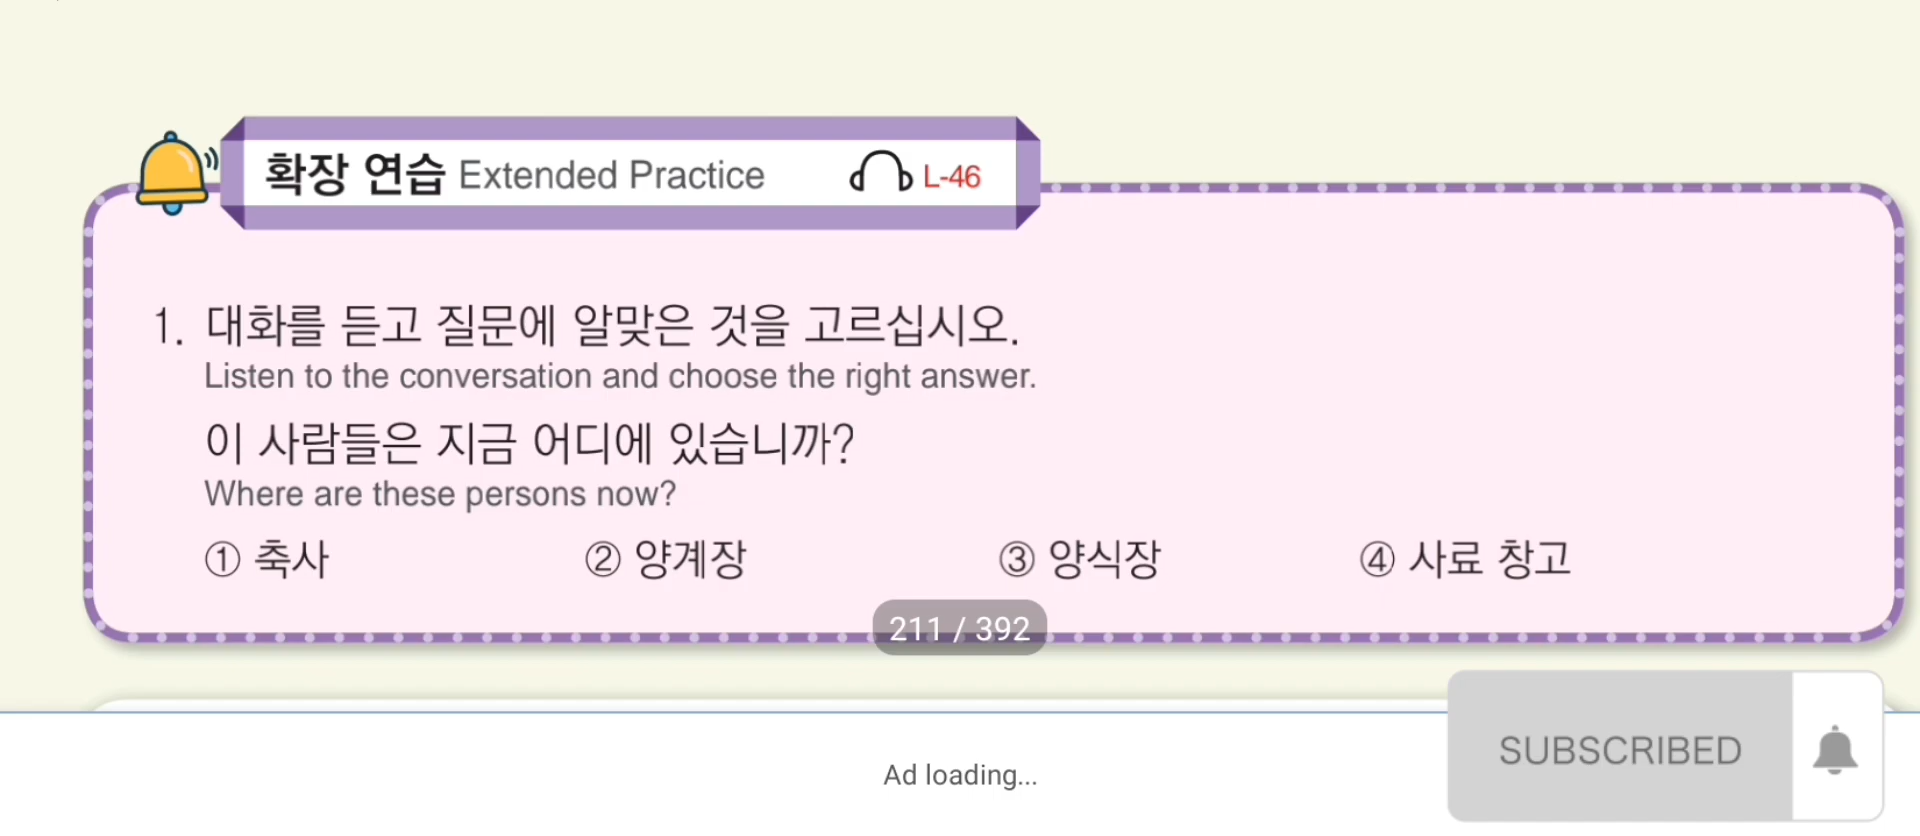 확장 연습 Extended Practice L-46
1. 대화를 듣고 질문에 알맞은 것을 고르십시오.
Listen to the conversation and choose the right answer.
이 사람들은 지금 어디에 있습니까?
Where are these persons now?
① 축사 ② 양계장 ③ 양식장 ④ 사료 창고
211 / 392
SUBSCRIBED
Ad loading...